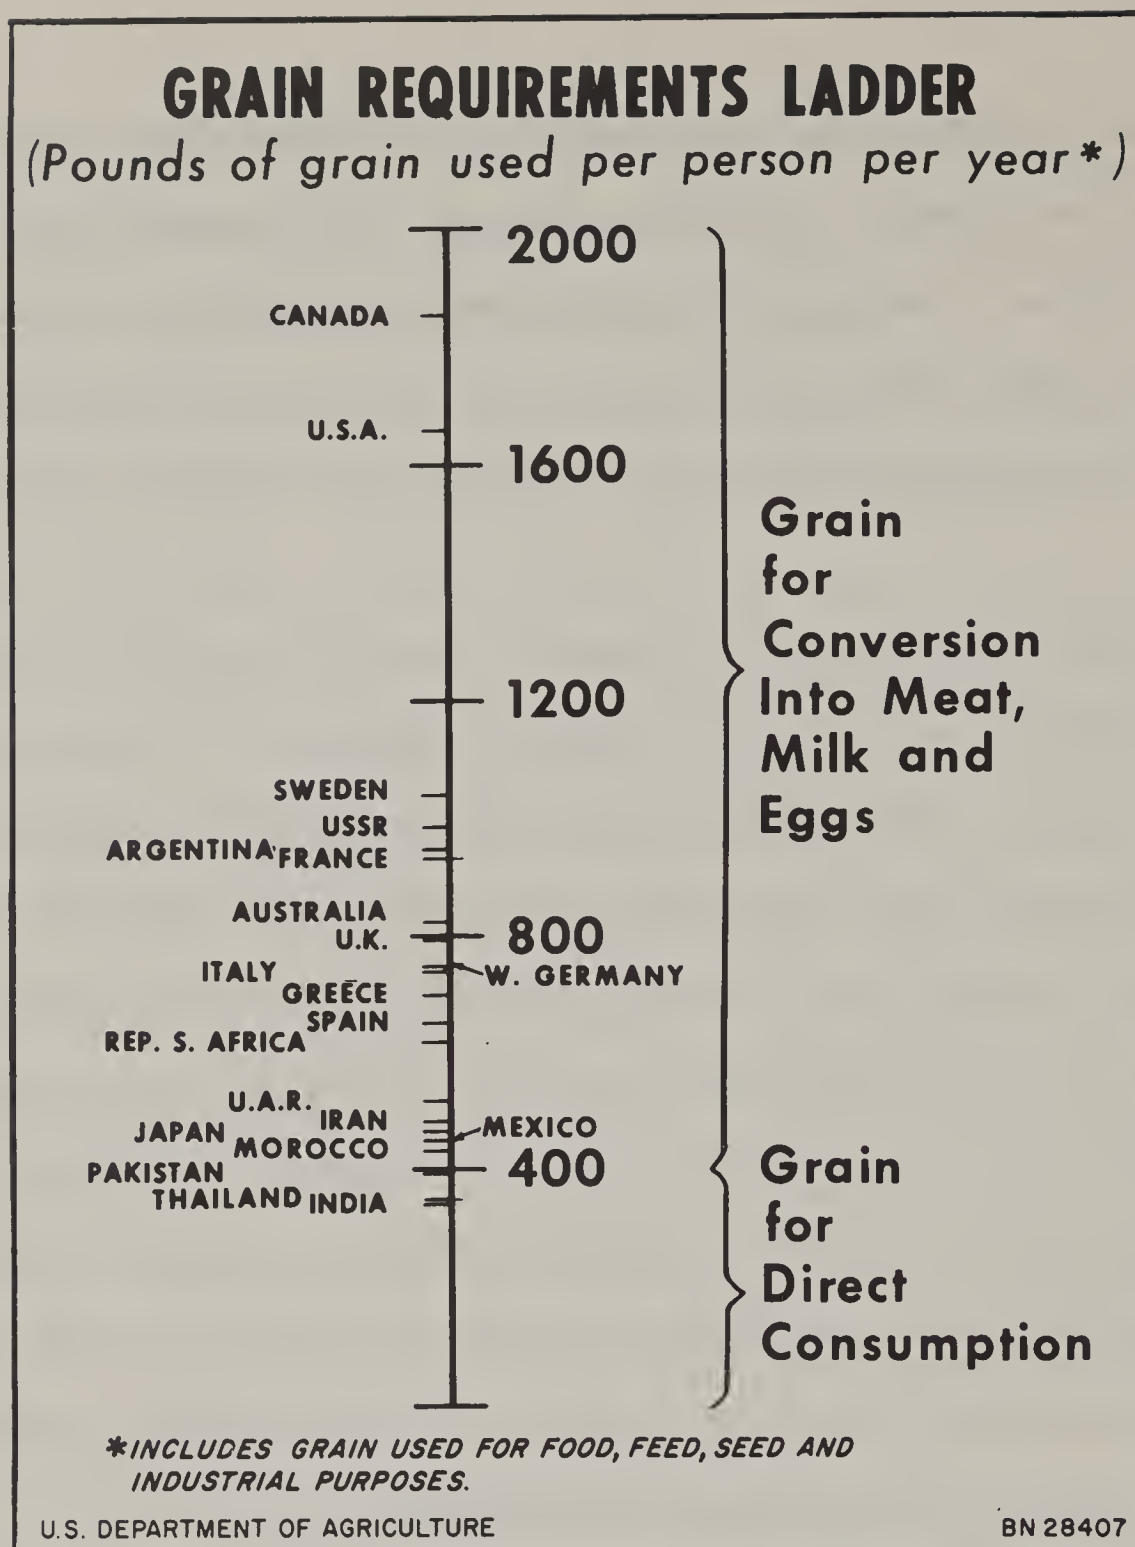 GRAIN REQUIREMENTS LADDER
(Pounds of grain used per person per year*)
2000
CANADA
U.S.A.
1600
Grain
for
Conversion
Into Meat,
Milk and
Eggs
1200
SWEDEN
USSR
ARGENTINA FRANCE
AUSTRALIA
U.K.
800
ITALY
W. GERMANY
GREECE
SPAIN
REP. S. AFRICA
U.A.R.
IRAN
MEXICO
JAPAN
MOROCCO
PAKISTAN
400
THAILAND INDIA
Grain
for
Direct
Consumption
*INCLUDES GRAIN USED FOR FOOD, FEED, SEED AND
INDUSTRIAL PURPOSES.
U.S. DEPARTMENT OF AGRICULTURE
BN 28407